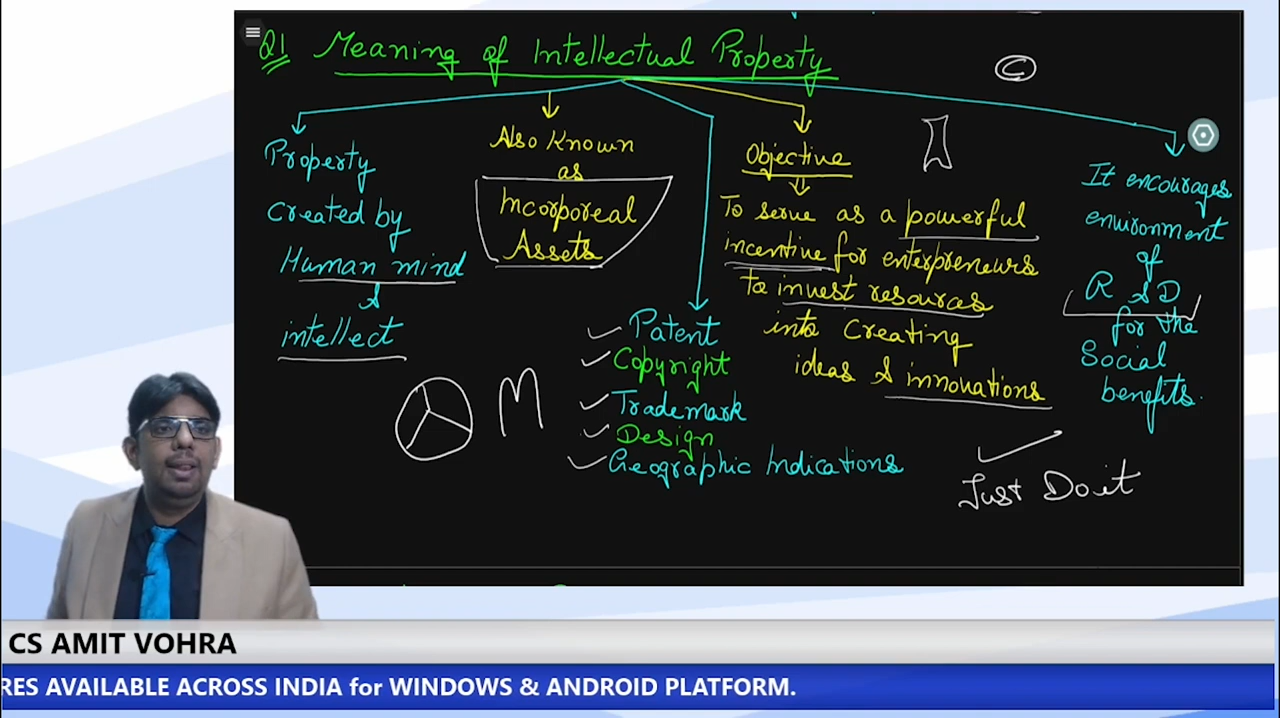 Q1 Meaning of Intellectual Property
©
Property
created by
Human mind
&
intellect
Also Known
as
Incorporeal
Assets
Patent
Copyright
Trademark
Design
Geographic Indications
M
Objective
To serve as a powerful
incentive for enterpreneurs
to invest resources
into creating
ideas & innovations
It encourages
environment
of
R & D
for the
Social
benefits.
Just Do it
CS AMIT VOHRA
RES AVAILABLE ACROSS INDIA for WINDOWS & ANDROID PLATFORM.